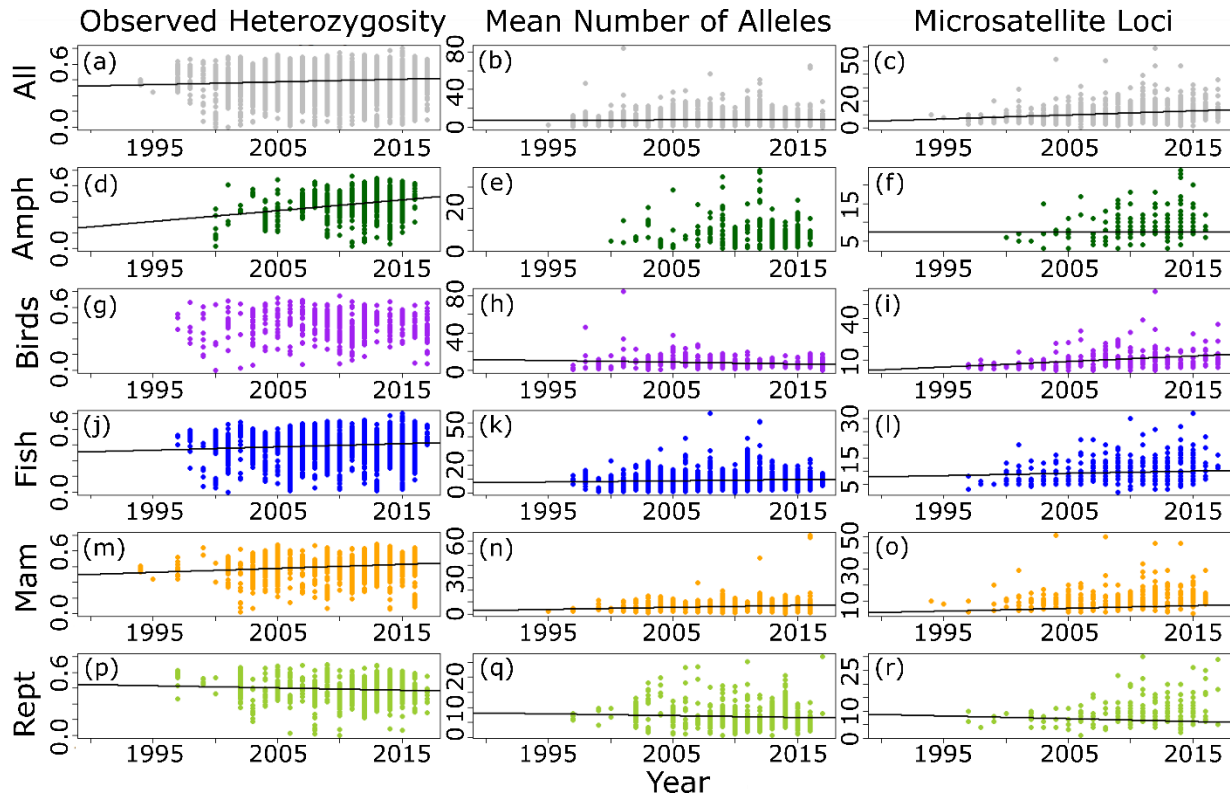 Observed Heterozygosity Mean Number of Alleles Microsatellite Loci
All
(a) (b) (c)
0.0 0.6
0 40 80
0 20 50
1995 2005 2015 1995 2005 2015 1995 2005 2015
Amph
(d) (e) (f)
0.0 0.6
0 20
5 15
1995 2005 2015 1995 2005 2015 1995 2005 2015
Birds
(g) (h) (i)
0.0 0.6
0 40 80
10 40
1995 2005 2015 1995 2005 2015 1995 2005 2015
Fish
(j) (k) (l)
0.0 0.6
0 20 50
5 15 30
1995 2005 2015 1995 2005 2015 1995 2005 2015
Mam
(m) (n) (o)
0.0 0.6
0 30 60
10 30 50
1995 2005 2015 1995 2005 2015 1995 2005 2015
Rept
(p) (q) (r)
0.0 0.6
0 10 20
0 10 25
1995 2005 2015 1995 2005 2015 1995 2005 2015
Year